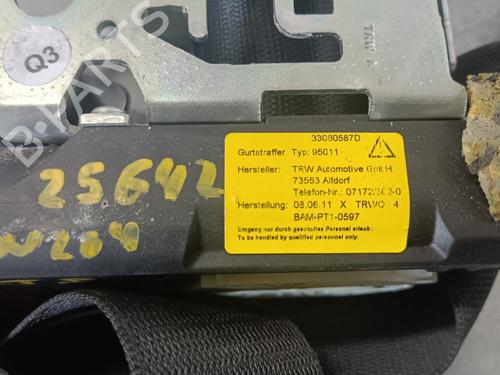 B-PARTS
Q3
TRW
33060587D
Gurtstraffer Typ: 95011
Hersteller: TRW Automotive GmbH
73553 Alfdorf
Telefon-Nr.: 07172/302-0
Herstellung: 08.06.11 X TRWO 4
BAM-PT1-0597
Umgang nur durch geschultes Personal erlaub
To be handled by qualified personnel only.
25642
W204